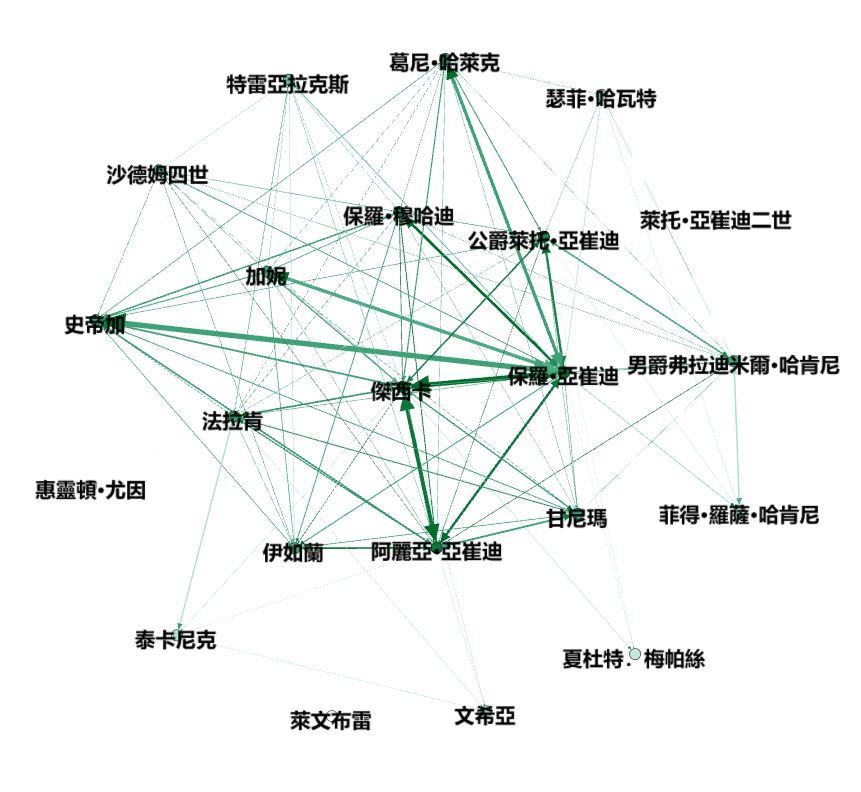 葛尼·哈萊克
特雷亞拉克斯
瑟菲·哈瓦特
沙德姆四世
保羅·穆哈迪
萊托·亞崔迪二世
公爵萊托·亞崔迪
加妮
史帝加
男爵弗拉迪米爾·哈肯尼
保羅·亞崔迪
傑西卡
法拉肯
惠靈頓·尤因
菲得·羅薩·哈肯尼
甘尼瑪
伊如蘭
阿麗亞·亞崔迪
泰卡尼克
夏杜特．梅帕絲
文希亞
萊文布雷